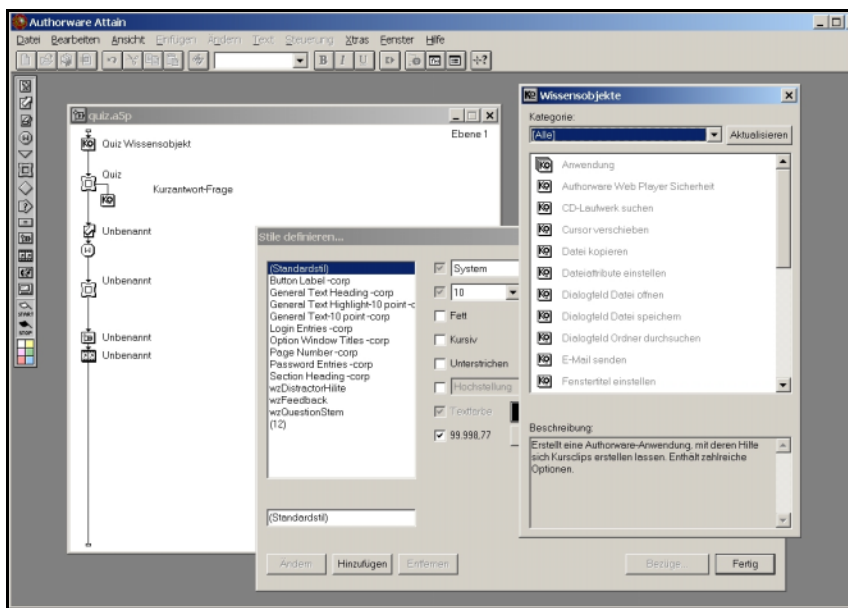 Authorware Attain
Datei Bearbeiten Ansicht Einfügen Ändern Text Steuerung Xtras Fenster Hilfe
B I U
quiz.a5p
Ebene 1
Quiz Wissensobjekt
Quiz
Kurzantwort-Frage
Unbenannt
Unbenannt
Unbenannt
Unbenannt
START
STOP
Stile definieren...
(Standardstil)
Button Label -corp
General Text Heading -corp
General Text Highlight-10 point -c
General Text-10 point -corp
Login Entries -corp
Option Window Titles -corp
Page Number -corp
Password Entries -corp
Section Heading -corp
wzDistractorHilite
wzFeedback
wzQuestionStem
(12)
(Standardstil)
System
10
Fett
Kursiv
Unterstrichen
Hochstellung
Textfarbe
99.998,77
Ändern
Hinzufügen
Entfernen
Bezüge...
Fertig
Wissensobjekte
Kategorie:
[Alle]
Aktualisieren
Anwendung
Authorware Web Player Sicherheit
CD-Laufwerk suchen
Cursor verschieben
Datei kopieren
Dateiattribute einstellen
Dialogfeld Datei öffnen
Dialogfeld Datei speichern
Dialogfeld Ordner durchsuchen
E-Mail senden
Fenstertitel einstellen
Beschreibung:
Erstellt eine Authorware-Anwendung, mit deren Hilfe
sich Kursclips erstellen lassen. Enthält zahlreiche
Optionen.